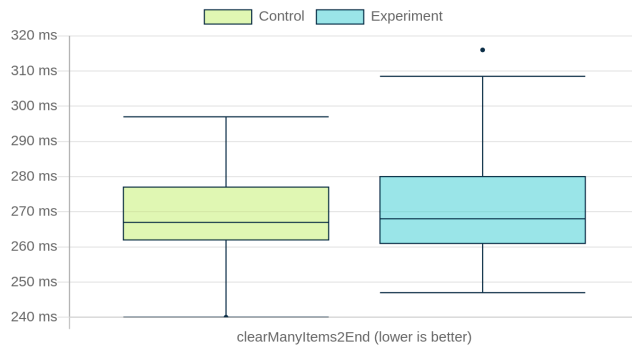 Control Experiment
320 ms
310 ms
300 ms
290 ms
280 ms
270 ms
260 ms
250 ms
240 ms
clearManyItems2End (lower is better)